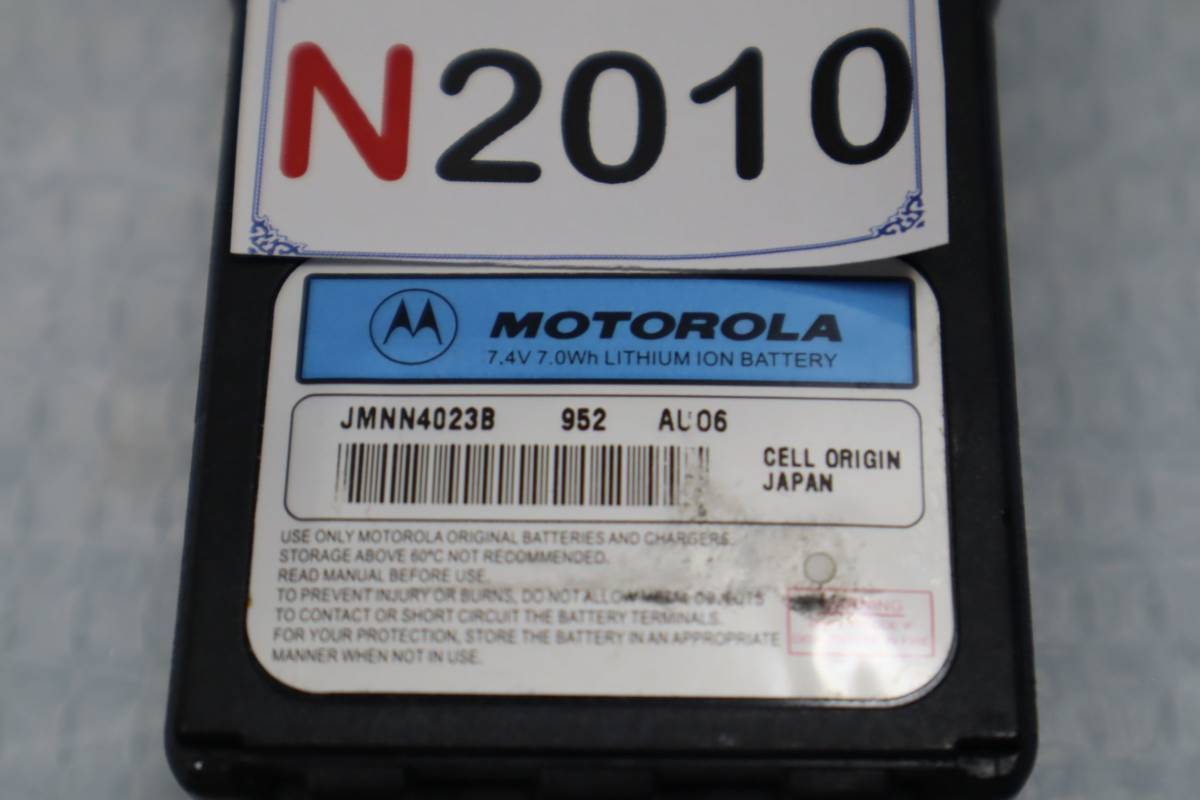 N2010
MOTOROLA
7.4V 7.0Wh LITHIUM ION BATTERY
JMNN4023B 952 AU06
CELL ORIGIN
JAPAN
USE ONLY MOTOROLA ORIGINAL BATTERIES AND CHARGERS.
STORAGE ABOVE 60°C NOT RECOMMENDED.
READ MANUAL BEFORE USE.
TO PREVENT INJURY OR BURNS, DO NOT ALLOW METAL OBJECTS
TO CONTACT OR SHORT CIRCUIT THE BATTERY TERMINALS.
FOR YOUR PROTECTION, STORE THE BATTERY IN AN APPROPRIATE
MANNER WHEN NOT IN USE.